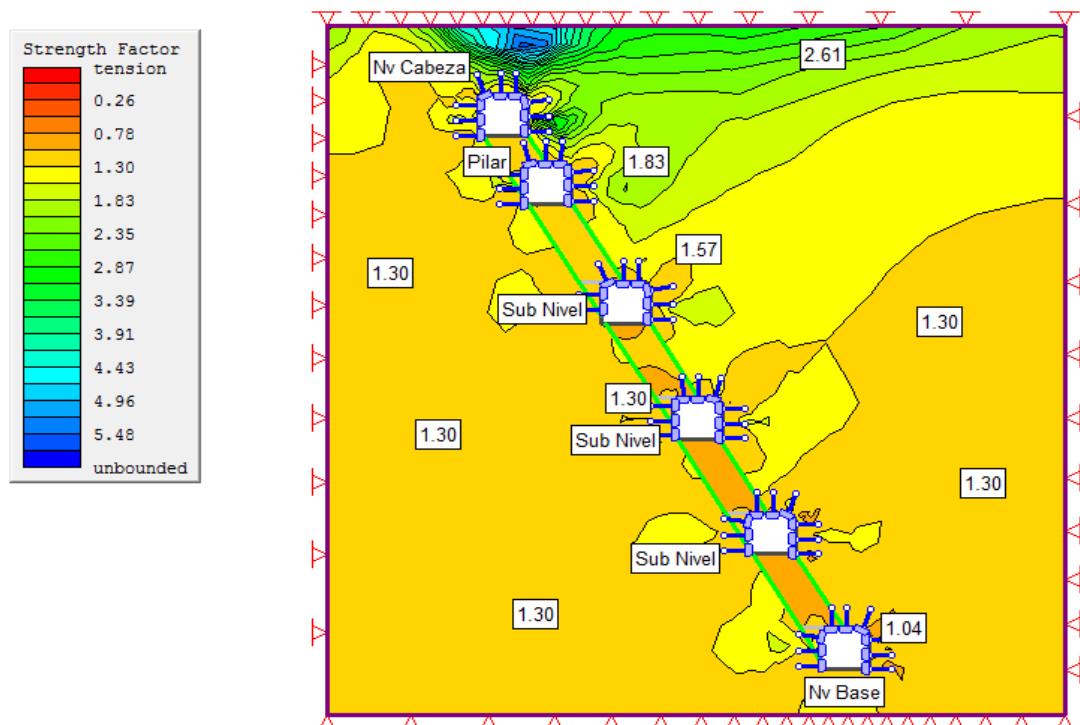 Strength Factor
tension
0.26
0.78
1.30
1.83
2.35
2.87
3.39
3.91
4.43
4.96
5.48
unbounded
2.61
Nv Cabeza
Pilar
1.83
1.57
1.30
Sub Nivel
1.30
1.30
1.30
Sub Nivel
1.30
Sub Nivel
1.30
1.04
Nv Base